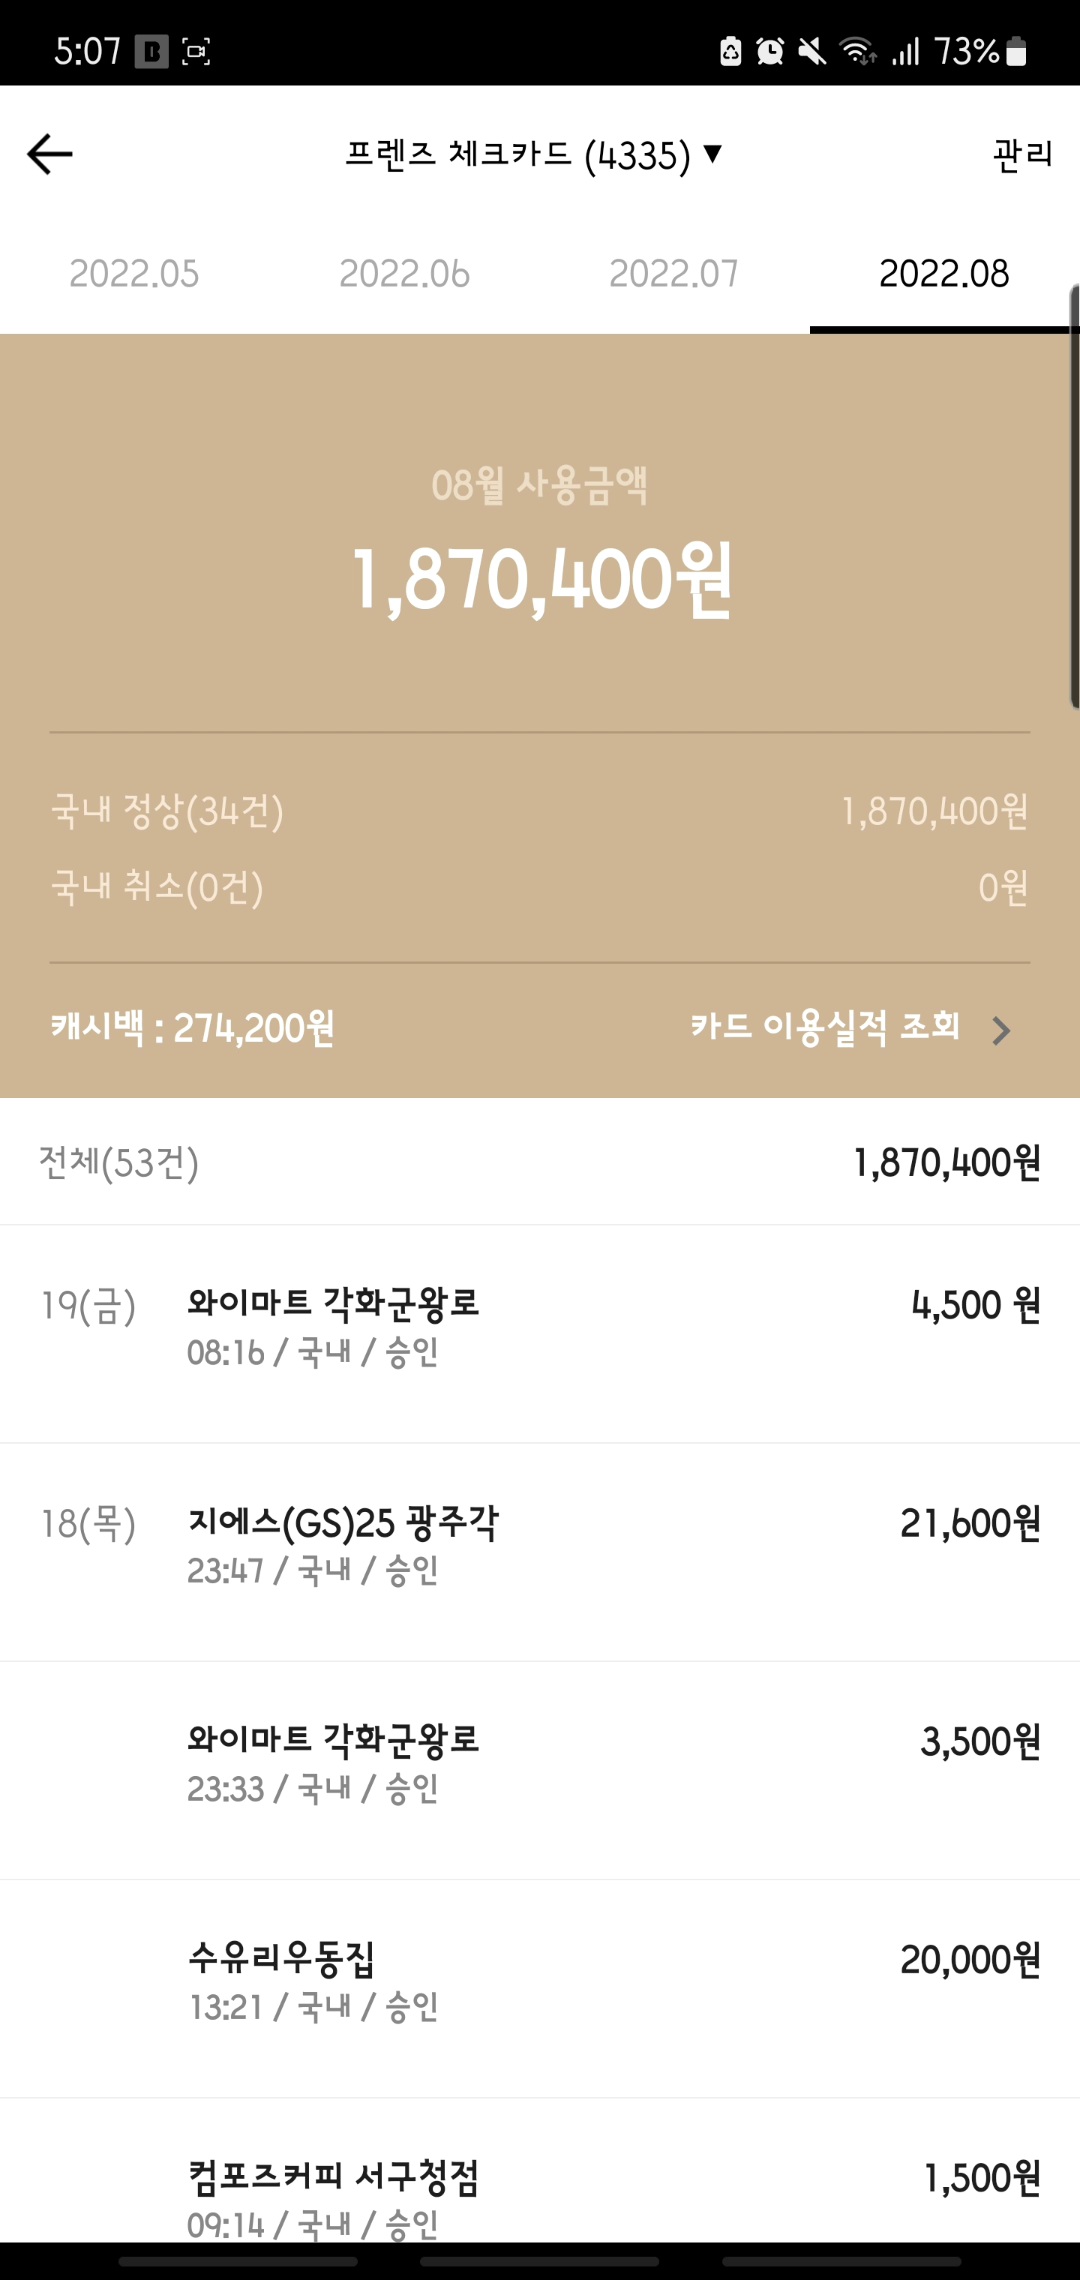 5:07 B 73%
프렌즈 체크카드 (4335) ▼ 관리
2022.05 2022.06 2022.07 2022.08
08월 사용금액
1,870,400원
국내 정상(34건) 1,870,400원
국내 취소(0건) 0원
캐시백 : 274,200원 카드 이용실적 조회
전체(53건) 1,870,400원
19(금) 와이마트 각화군왕로 4,500 원
08:16 / 국내 / 승인
18(목) 지에스(GS)25 광주각 21,600원
23:47 / 국내 / 승인
와이마트 각화군왕로 3,500원
23:33 / 국내 / 승인
수유리우동집 20,000원
13:21 / 국내 / 승인
컴포즈커피 서구청점 1,500원
09:14 / 국내 / 승인